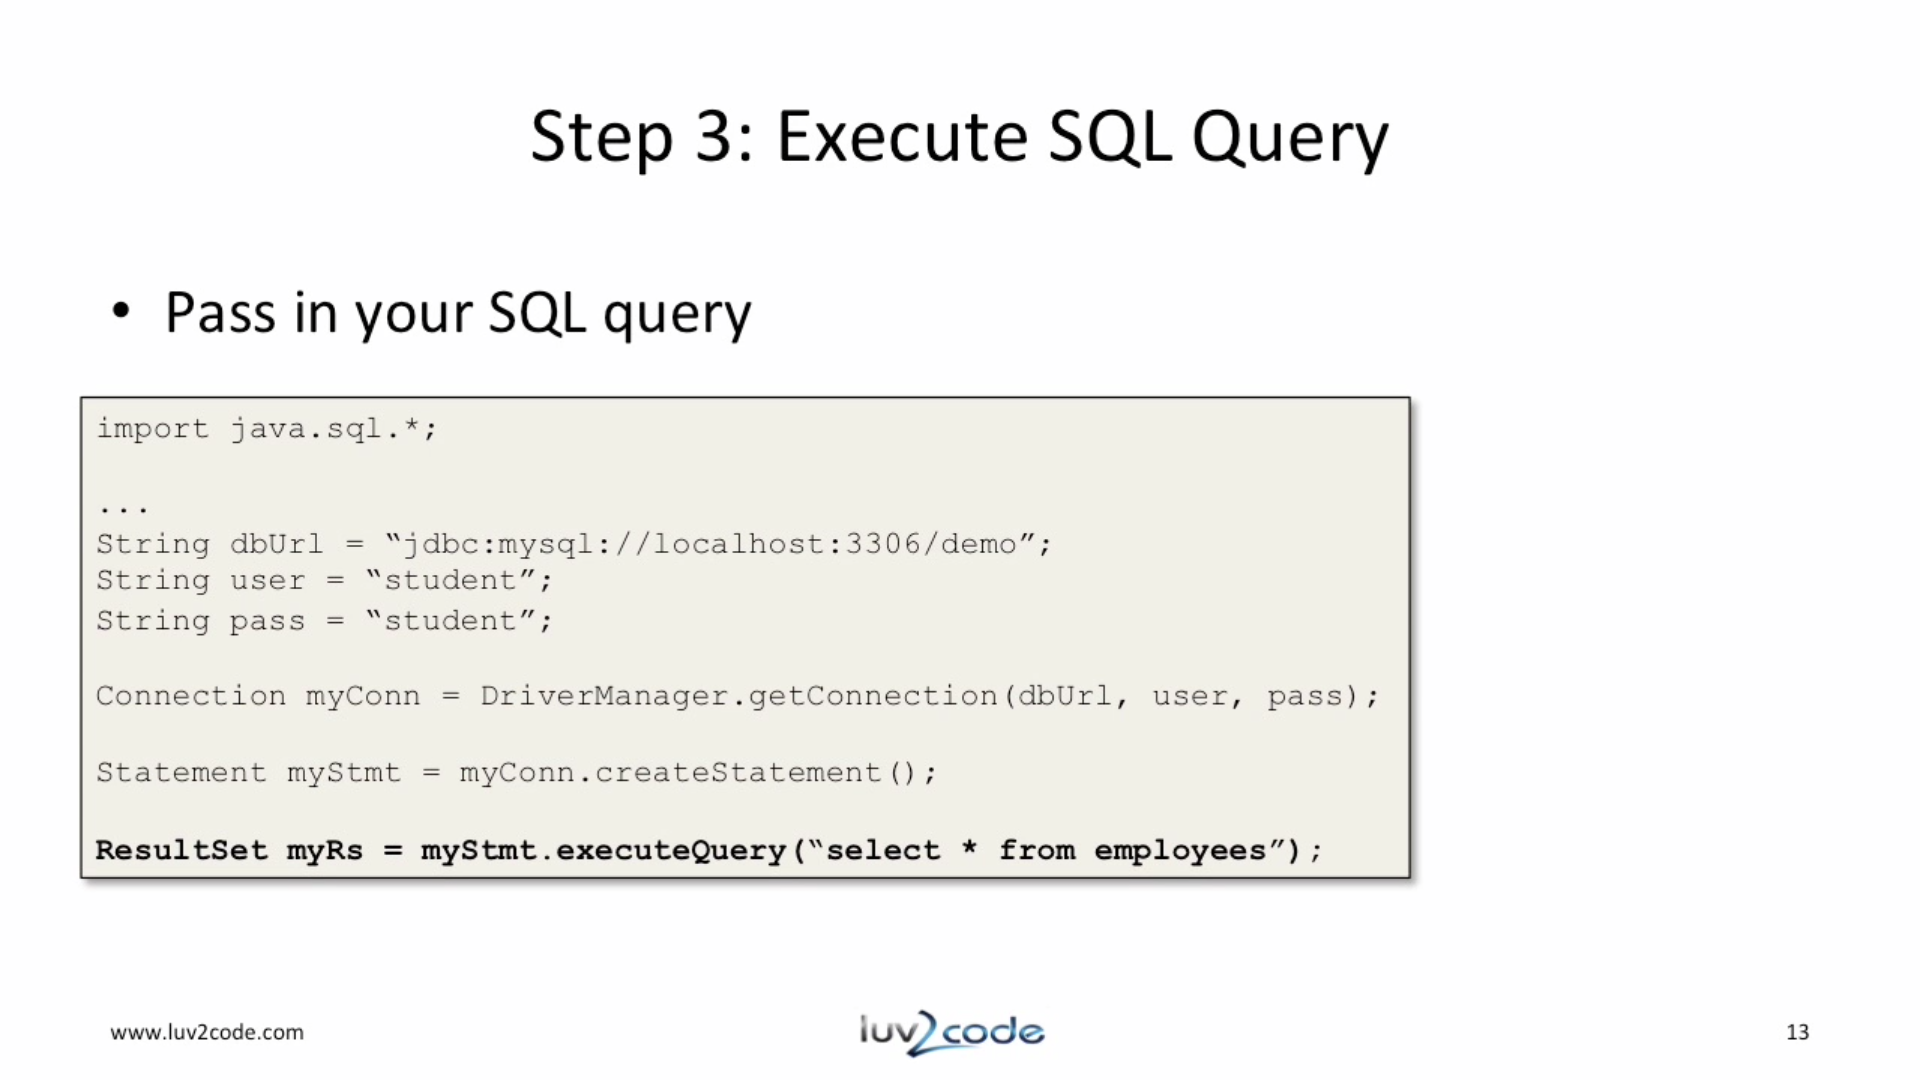 Step 3: Execute SQL Query
• Pass in your SQL query
import java.sql.*;
...
String dbUrl = “jdbc:mysql://localhost:3306/demo”;
String user = “student”;
String pass = “student”;
Connection myConn = DriverManager.getConnection(dbUrl, user, pass);
Statement myStmt = myConn.createStatement();
ResultSet myRs = myStmt.executeQuery(“select * from employees”);
www.luv2code.com
luv2code
13